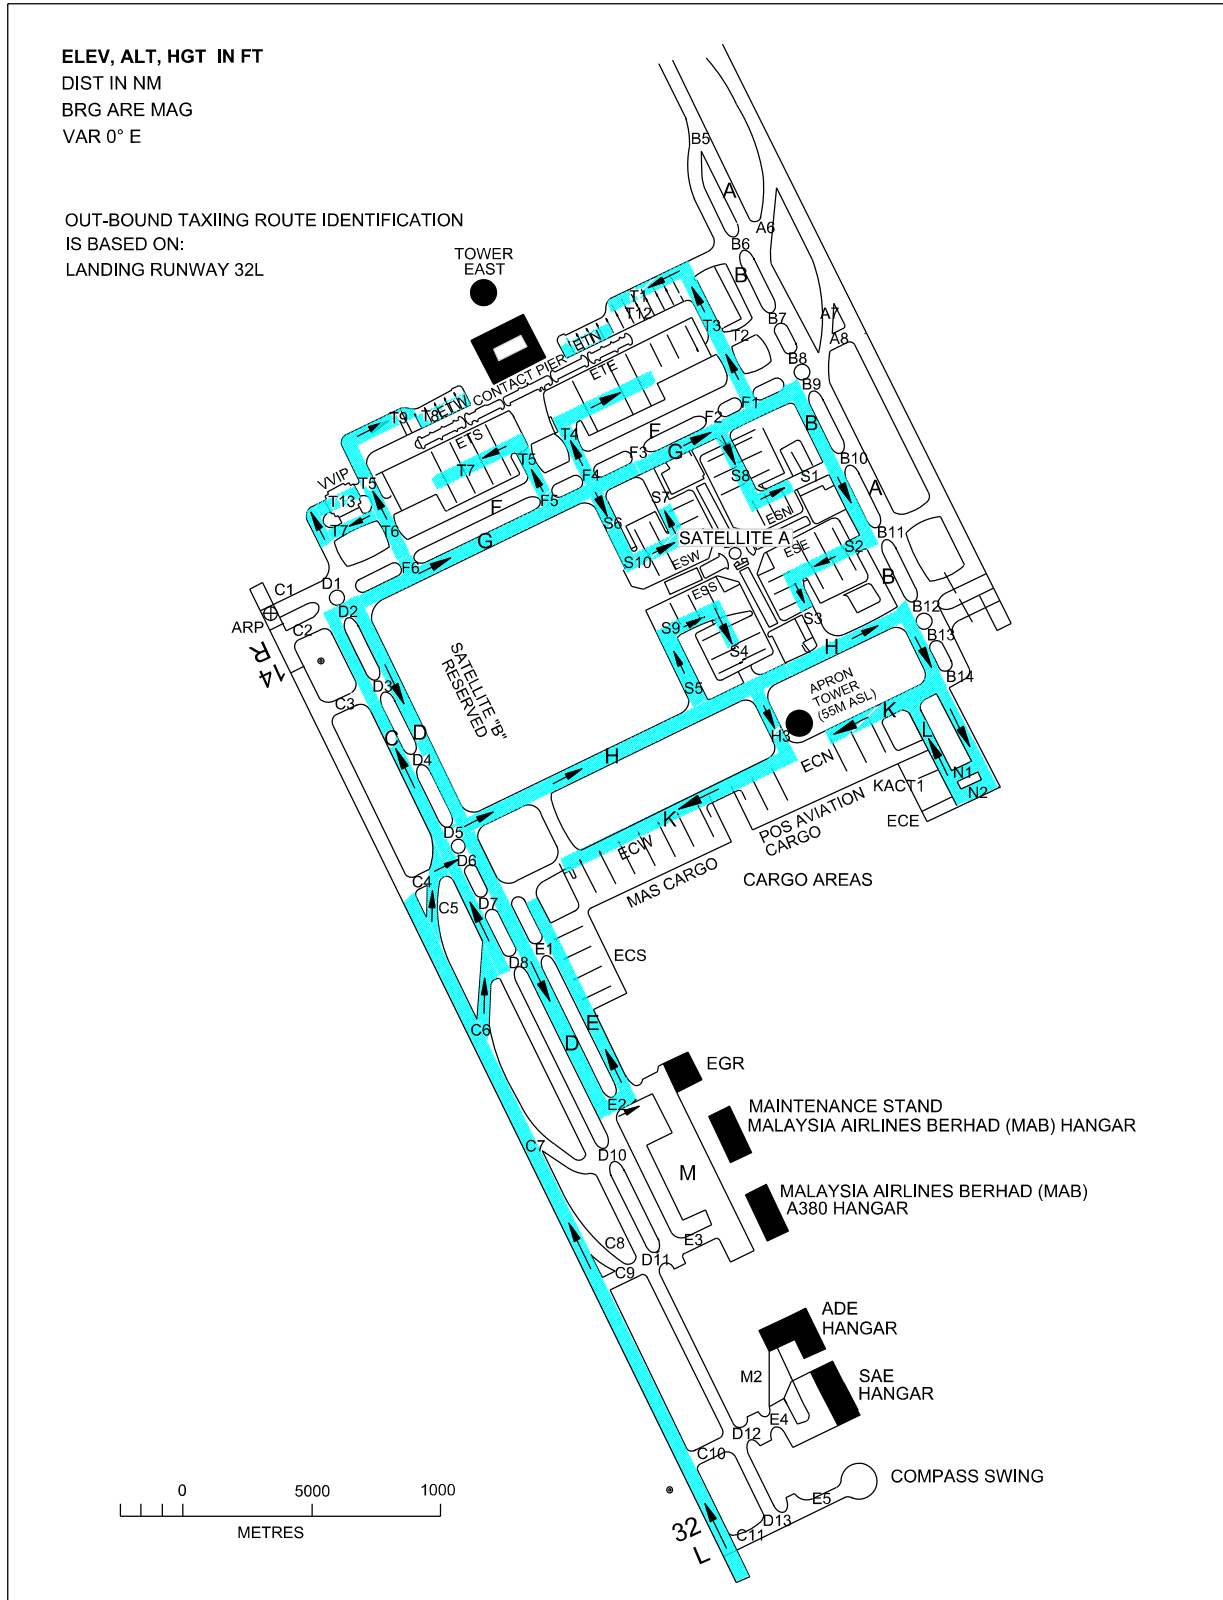 ELEV, ALT, HGT IN FT
DIST IN NM
BRG ARE MAG
VAR 0° E
OUT-BOUND TAXIING ROUTE IDENTIFICATION
IS BASED ON:
LANDING RUNWAY 32L
TOWER
EAST
B5
A
A6
B6
B
B7
A7
A8
B8
B9
T1
T12
T3
T2
ETN
CONTACT PIER
ETE
ETW
T8
T9
ETS
T7
T5
T4
F1
F2
F
F3
G
F4
F5
F
G
F6
VVIP
T5
T13
T7
T6
B
B10
A
B11
B
B12
B13
B14
S8
S1
ESN
S7
S6
SATELLITE A
S10
ESW
ESE
S2
ESS
S3
S9
S4
S5
H
C1
D1
D2
ARP
C2
14
R
C3
D3
C
D
D4
D5
D6
C4
C5
D7
D8
C6
SATELLITE "B"
RESERVED
H
H3
APRON
TOWER
(55M ASL)
K
L
N1
N2
ECN
KACT1
ECE
K
ECW
POS AVIATION
CARGO
MAS CARGO
CARGO AREAS
E1
ECS
E
D
E2
EGR
MAINTENANCE STAND
MALAYSIA AIRLINES BERHAD (MAB) HANGAR
C7
D10
M
MALAYSIA AIRLINES BERHAD (MAB)
A380 HANGAR
C8
E3
D11
C9
ADE
HANGAR
M2
SAE
HANGAR
E4
D12
C10
COMPASS SWING
E5
D13
C11
32
L
0 5000 1000
METRES